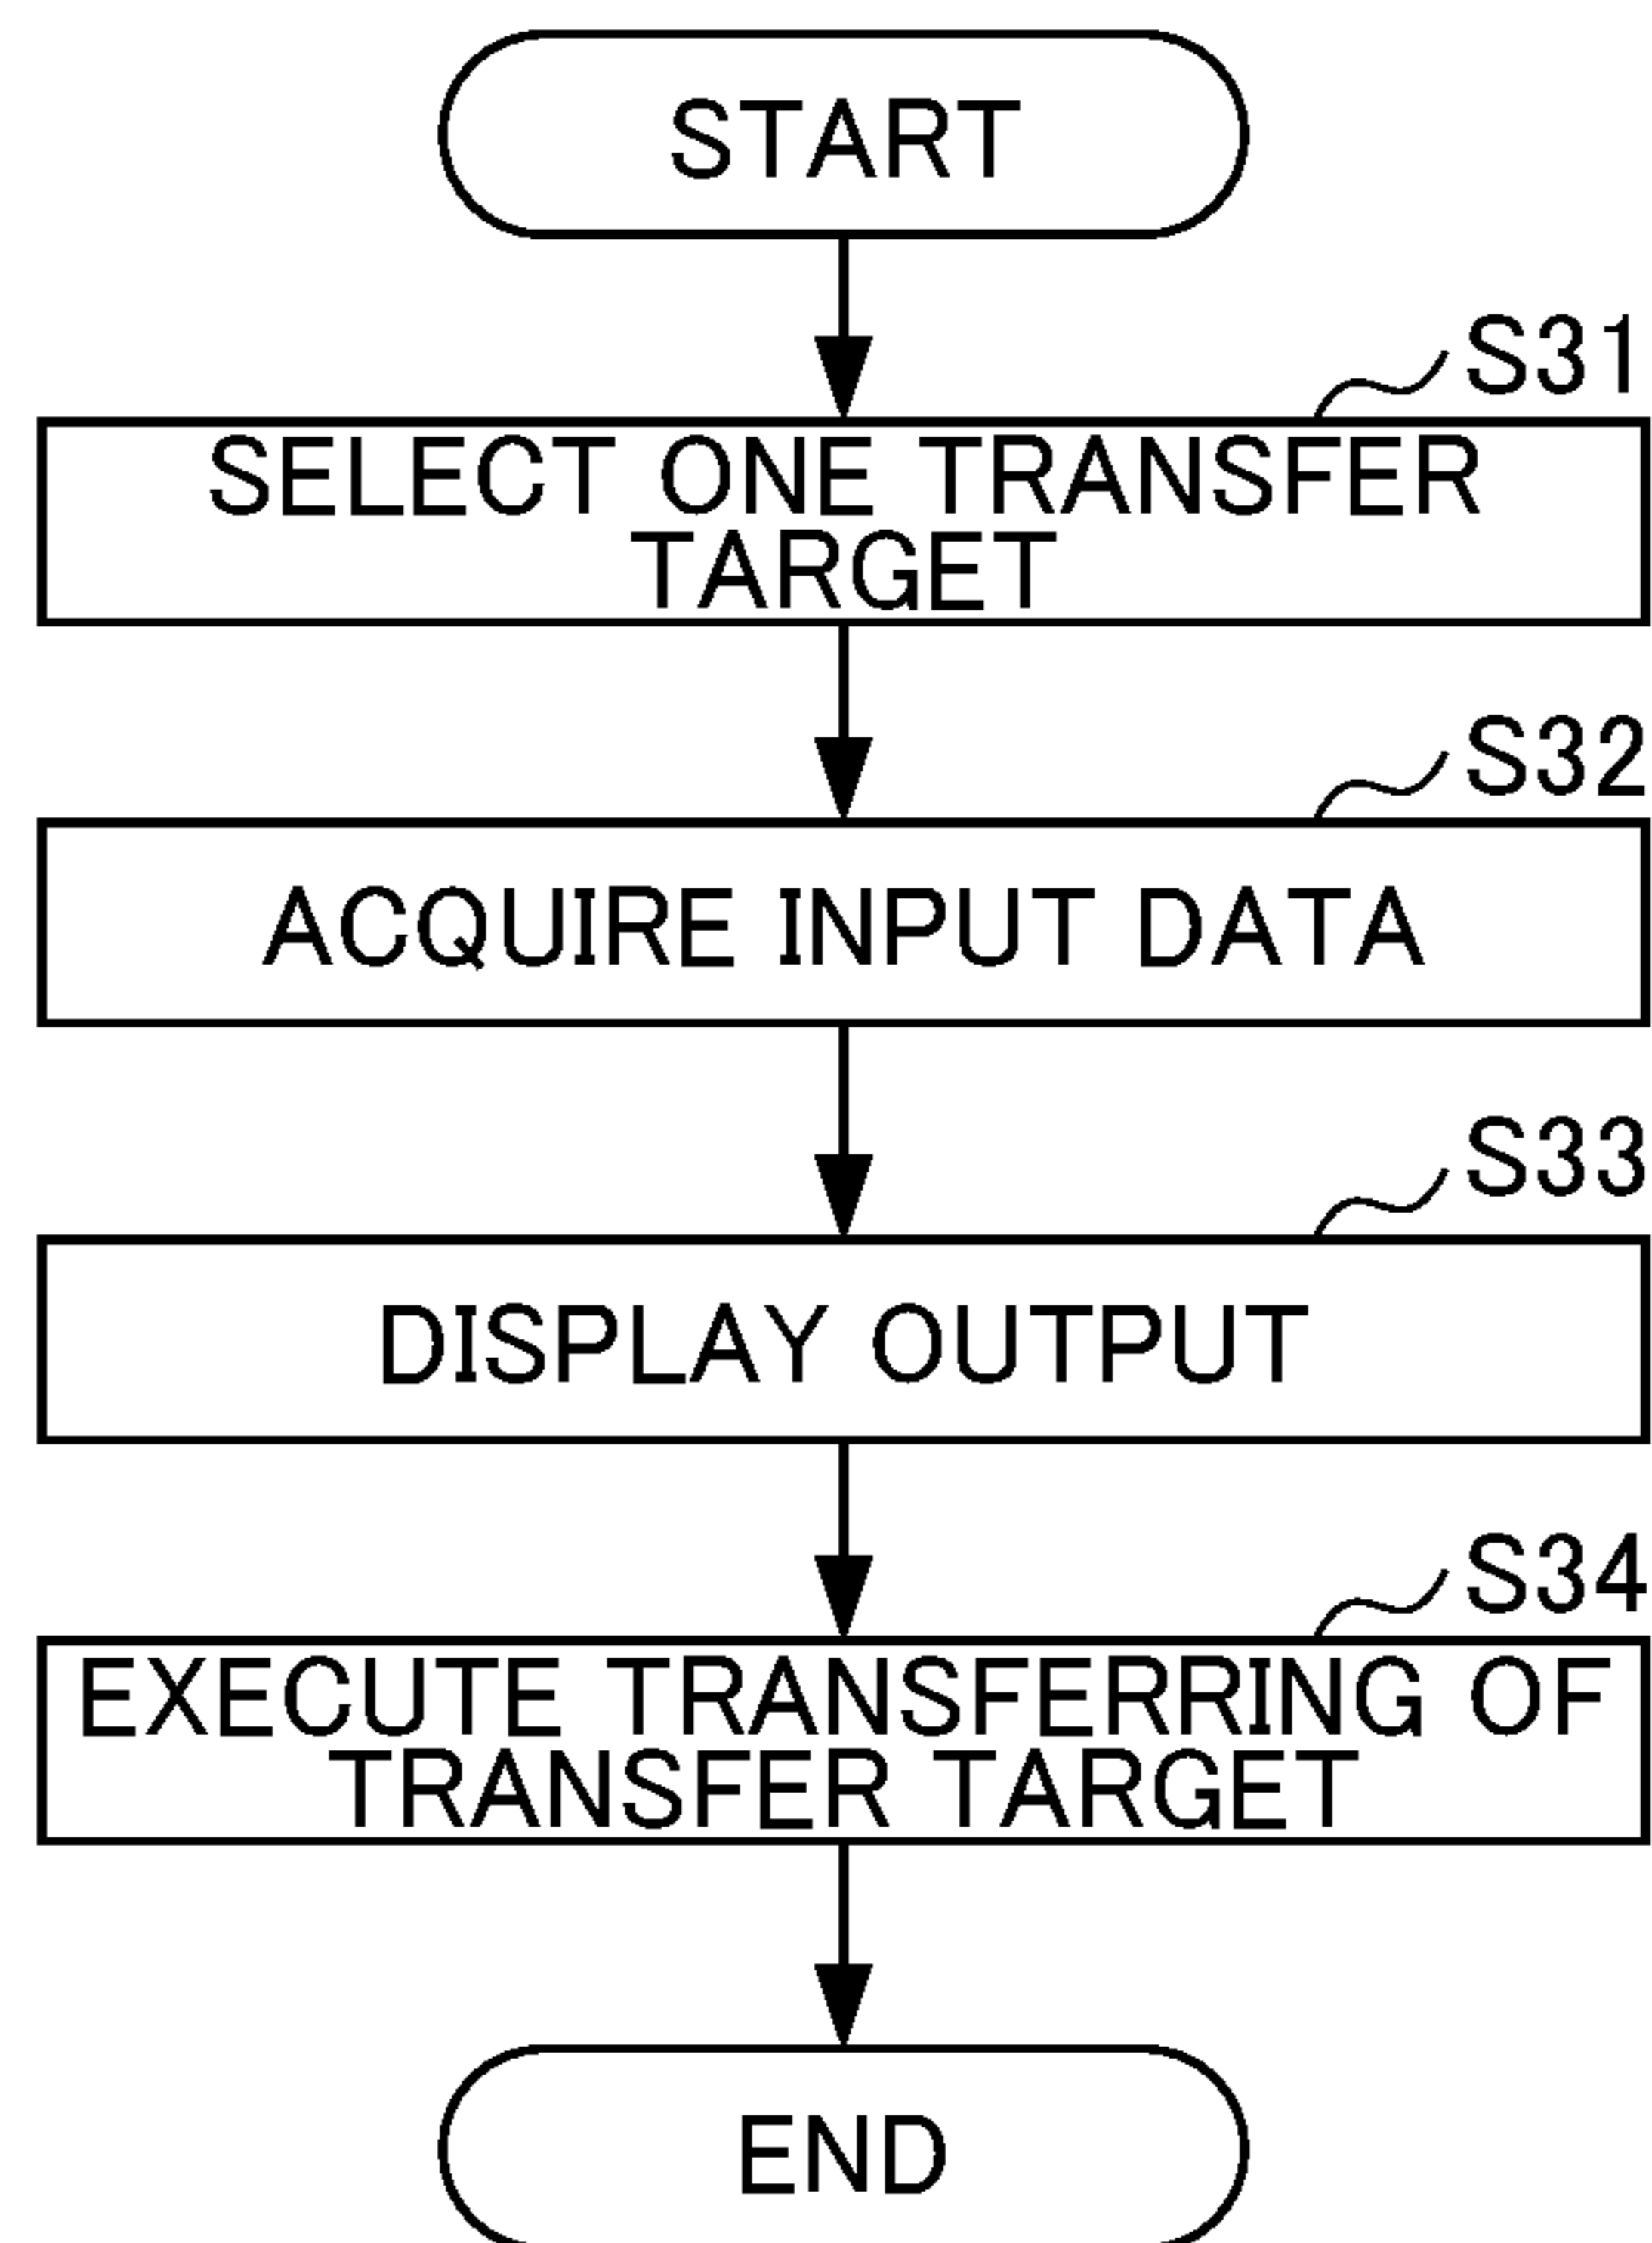 START
S31
SELECT ONE TRANSFER
TARGET
S32
ACQUIRE INPUT DATA
S33
DISPLAY OUTPUT
S34
EXECUTE TRANSFERRING OF
TRANSFER TARGET
END